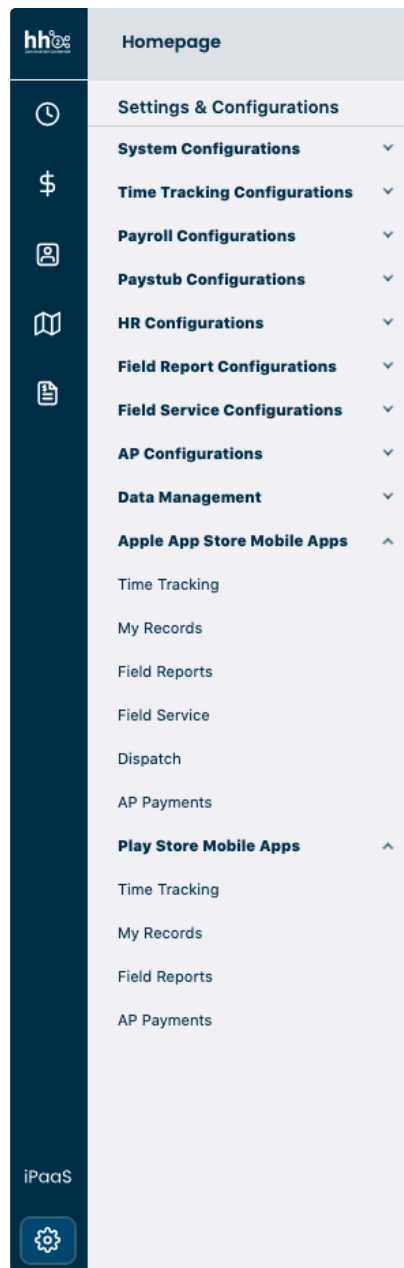 hh2
Homepage
Settings & Configurations
System Configurations
Time Tracking Configurations
Payroll Configurations
Paystub Configurations
HR Configurations
Field Report Configurations
Field Service Configurations
AP Configurations
Data Management
Apple App Store Mobile Apps
Time Tracking
My Records
Field Reports
Field Service
Dispatch
AP Payments
Play Store Mobile Apps
Time Tracking
My Records
Field Reports
AP Payments
iPaaS